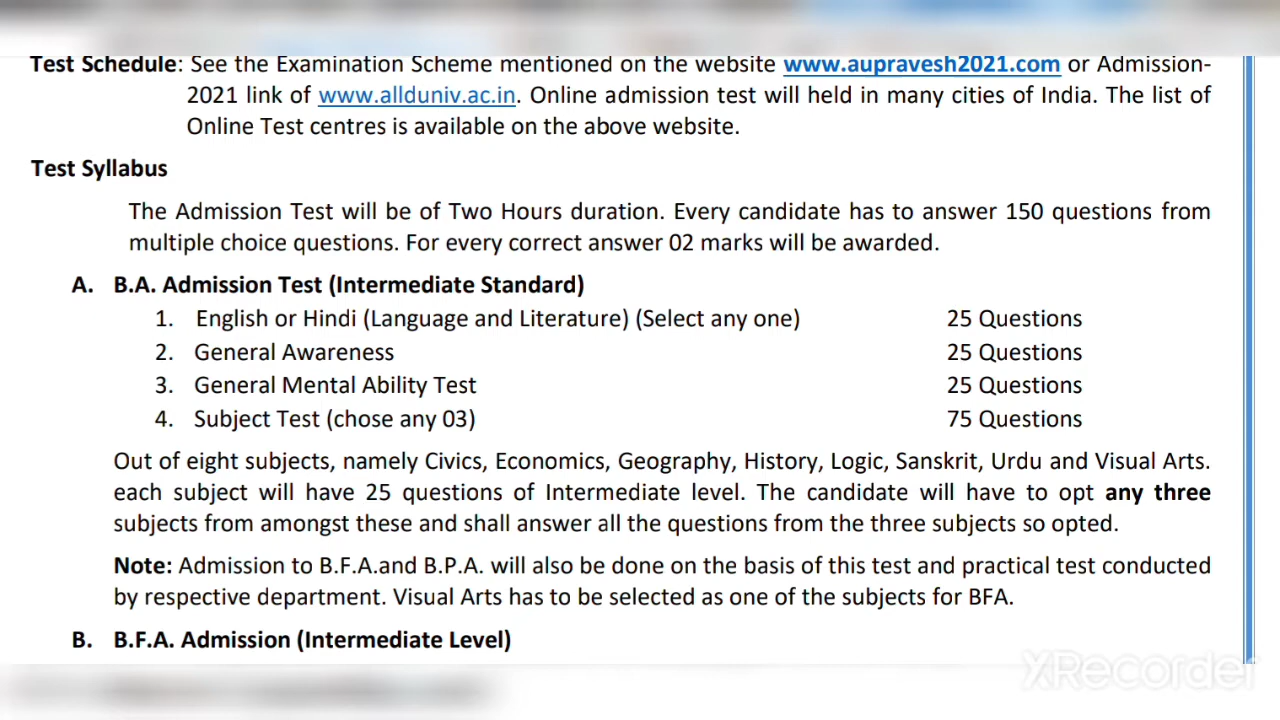 Test Schedule: See the Examination Scheme mentioned on the website www.aupravesh2021.com or Admission-
2021 link of www.allduniv.ac.in. Online admission test will held in many cities of India. The list of
Online Test centres is available on the above website.
Test Syllabus
The Admission Test will be of Two Hours duration. Every candidate has to answer 150 questions from
multiple choice questions. For every correct answer 02 marks will be awarded.
A. B.A. Admission Test (Intermediate Standard)
1. English or Hindi (Language and Literature) (Select any one) 25 Questions
2. General Awareness 25 Questions
3. General Mental Ability Test 25 Questions
4. Subject Test (chose any 03) 75 Questions
Out of eight subjects, namely Civics, Economics, Geography, History, Logic, Sanskrit, Urdu and Visual Arts.
each subject will have 25 questions of Intermediate level. The candidate will have to opt any three
subjects from amongst these and shall answer all the questions from the three subjects so opted.
Note: Admission to B.F.A.and B.P.A. will also be done on the basis of this test and practical test conducted
by respective department. Visual Arts has to be selected as one of the subjects for BFA.
B. B.F.A. Admission (Intermediate Level)
XRecorder